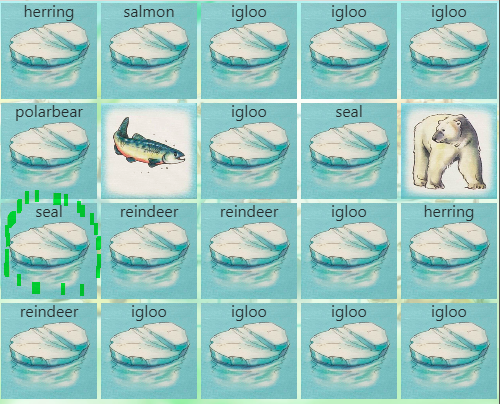 herring salmon igloo igloo igloo
polarbear igloo seal
seal reindeer reindeer igloo herring
reindeer igloo igloo igloo igloo